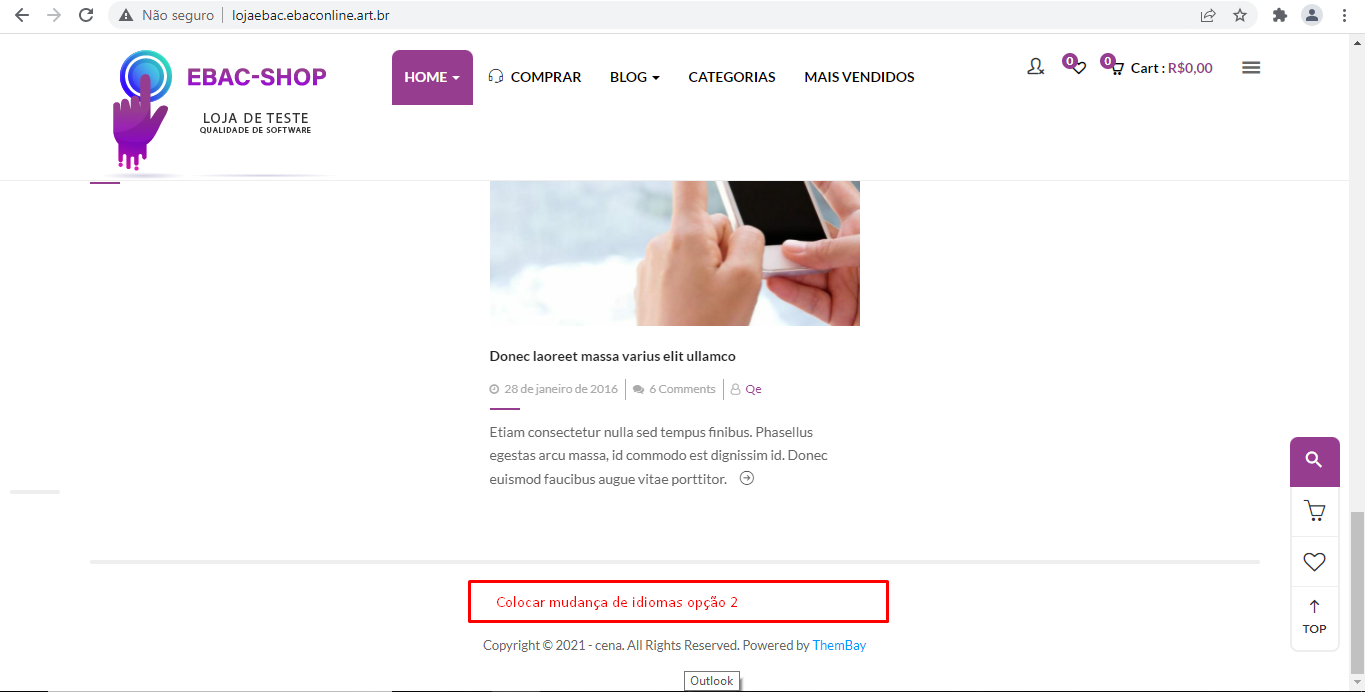 Não seguro
lojaebac.ebaconline.art.br
EBAC-SHOP
LOJA DE TESTE
QUALIDADE DE SOFTWARE
HOME
COMPRAR
BLOG
CATEGORIAS
MAIS VENDIDOS
0
0
Cart : R$0,00
Donec laoreet massa varius elit ullamco
28 de janeiro de 2016
6 Comments
Qe
Etiam consectetur nulla sed tempus finibus. Phasellus
egestas arcu massa, id commodo est dignissim id. Donec
euismod faucibus augue vitae porttitor.
TOP
Colocar mudança de idiomas opção 2
Copyright © 2021 - cena. All Rights Reserved. Powered by ThemBay
Outlook